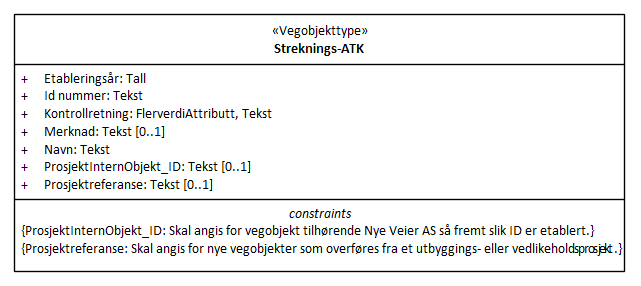 «Vegobjekttype»
Streknings-ATK
+ Etableringsår: Tall
+ Id nummer: Tekst
+ Kontrollretning: FlerverdiAttributt, Tekst
+ Merknad: Tekst [0..1]
+ Navn: Tekst
+ ProsjektInternObjekt_ID: Tekst [0..1]
+ Prosjektreferanse: Tekst [0..1]
constraints
{ProsjektInternObjekt_ID: Skal angis for vegobjekt tilhørende Nye Veier AS så fremt slik ID er etablert.}
{Prosjektreferanse: Skal angis for nye vegobjekter som overføres fra et utbyggings- eller vedlikeholdsprosjekt.}